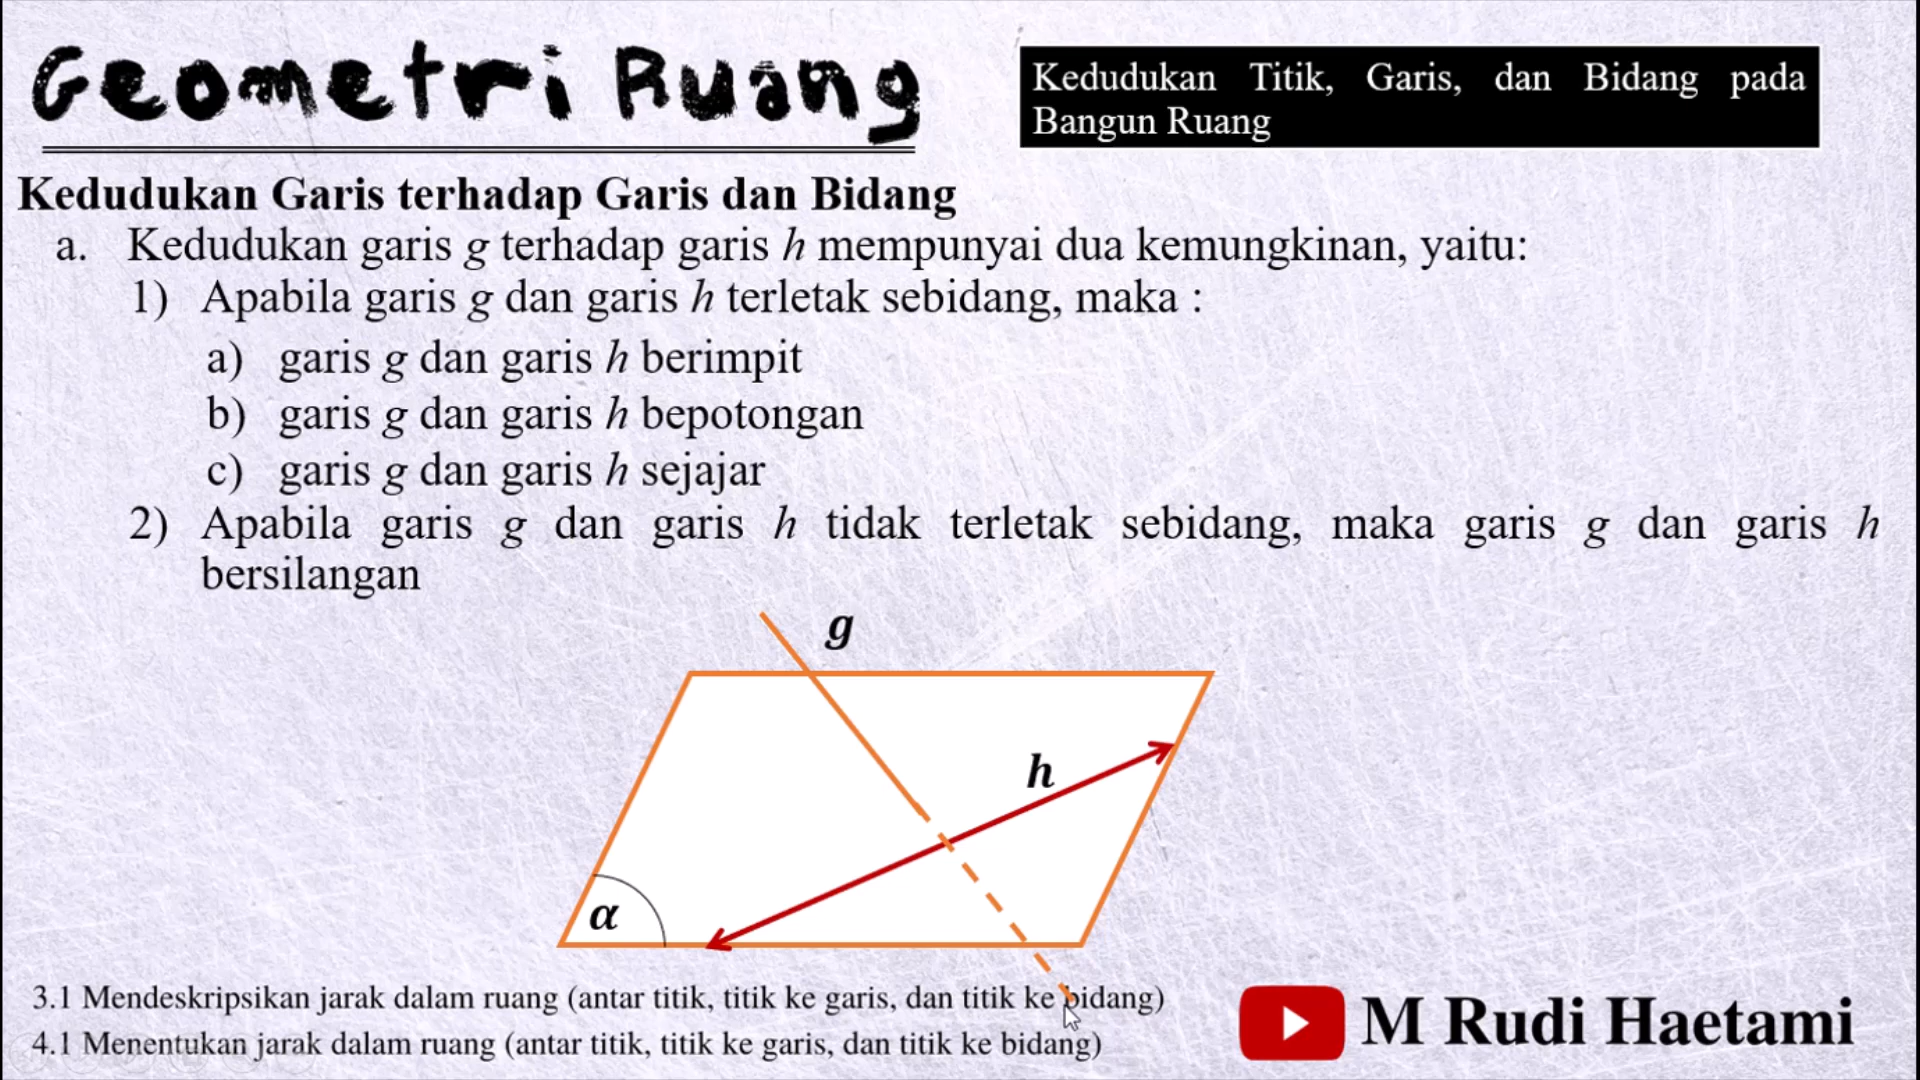 Geometri Ruang
Kedudukan Titik, Garis, dan Bidang pada
Bangun Ruang
Kedudukan Garis terhadap Garis dan Bidang
a. Kedudukan garis g terhadap garis h mempunyai dua kemungkinan, yaitu:
1) Apabila garis g dan garis h terletak sebidang, maka :
a) garis g dan garis h berimpit
b) garis g dan garis h bepotongan
c) garis g dan garis h sejajar
2) Apabila garis g dan garis h tidak terletak sebidang, maka garis g dan garis h
bersilangan
g
h
α
3.1 Mendeskripsikan jarak dalam ruang (antar titik, titik ke garis, dan titik ke bidang)
4.1 Menentukan jarak dalam ruang (antar titik, titik ke garis, dan titik ke bidang)
M Rudi Haetami